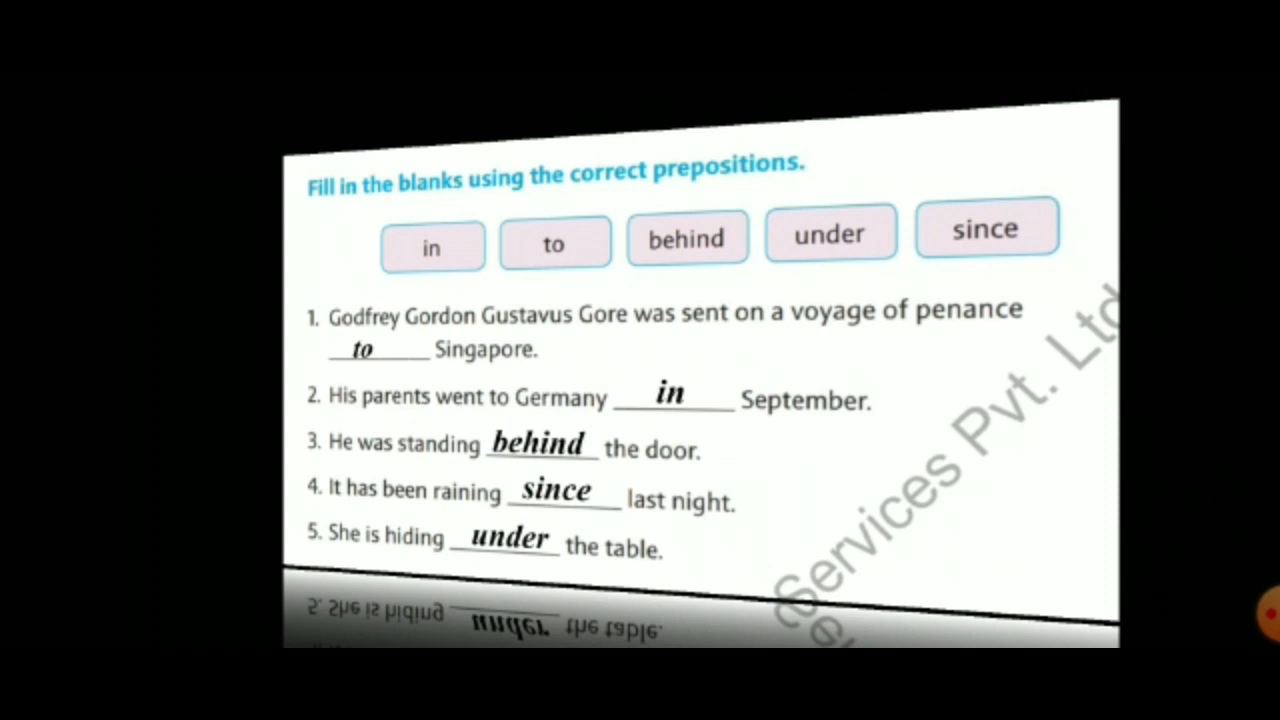 Fill in the blanks using the correct prepositions.
in to behind under since
1. Godfrey Gordon Gustavus Gore was sent on a voyage of penance
to Singapore.
2. His parents went to Germany in September.
3. He was standing behind the door.
4. It has been raining since last night.
5. She is hiding under the table.
Services Pvt. Ltd